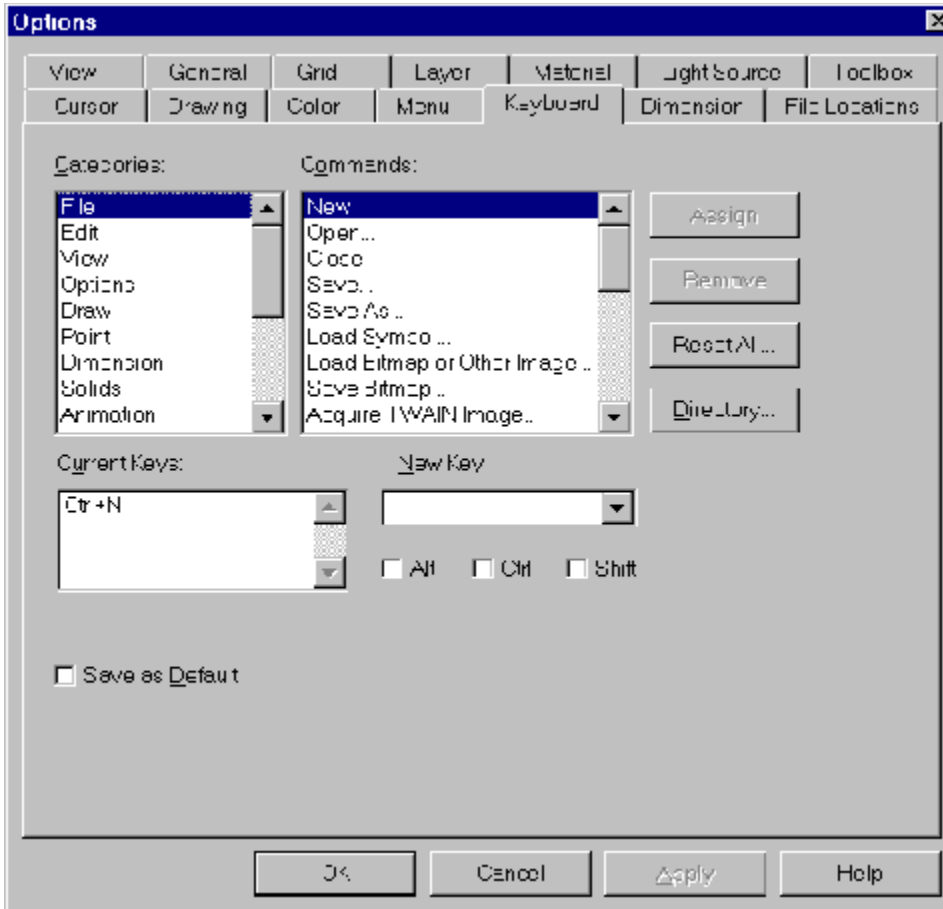 Options
View General Grid Layer Material Light Source Toolbox
Cursor Drawing Color Menu Keyboard Dimension File Locations
Categories: Commands:
File New Assign
Edit Open...
View Close
Options Save... Remove
Draw Save As...
Point Load Symbol... Reset All...
Dimension Load Bitmap or Other Image...
Solids Save Bitmap... Directory...
Animation Acquire TWAIN Image...
Current Keys: New Key
Ctrl+N
Alt Ctrl Shift
Save as Default
OK Cancel Apply Help